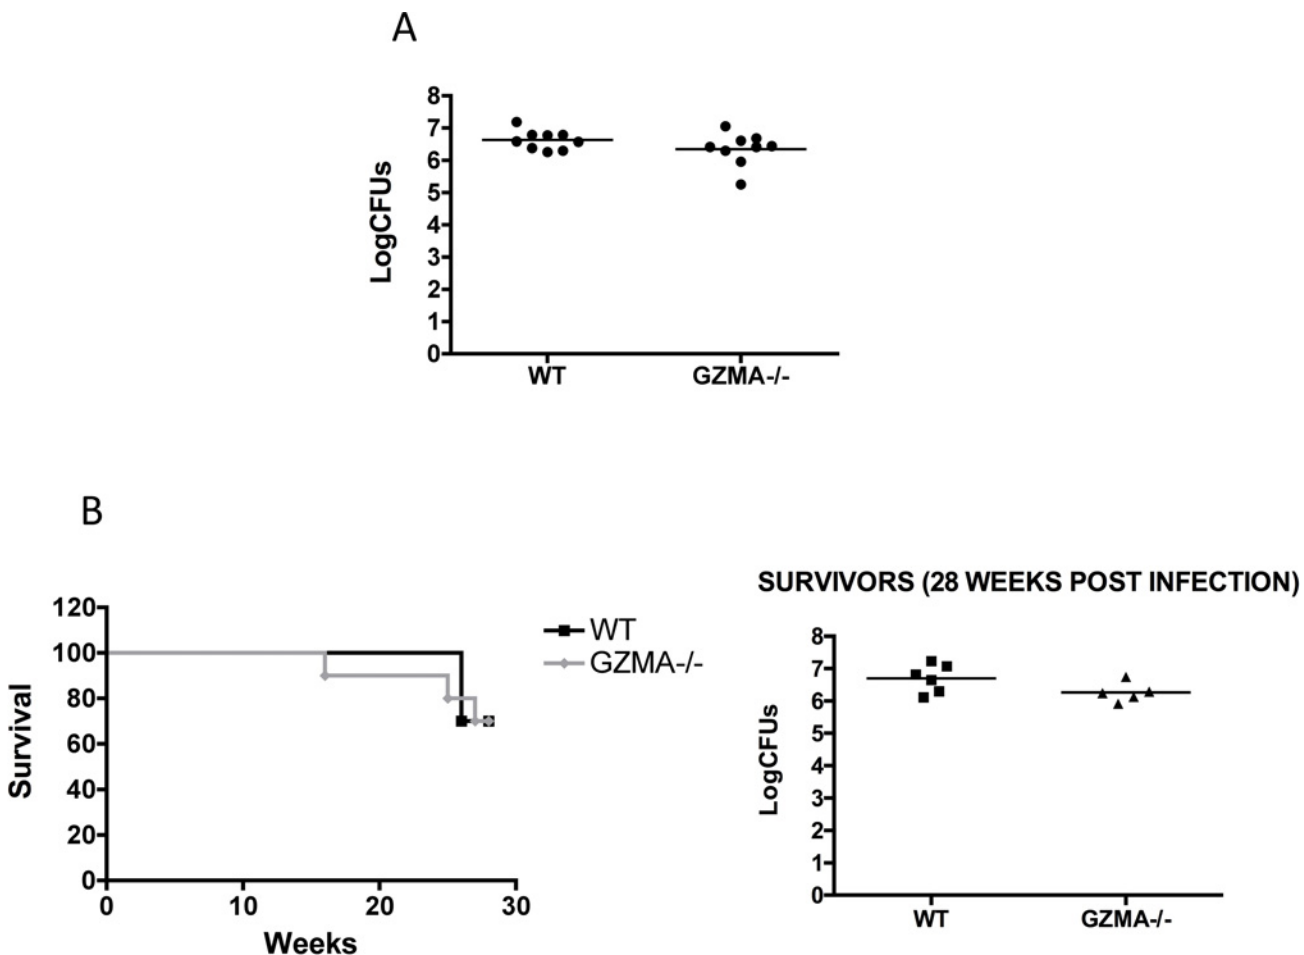 A
8
7
6
5
4
3
2
1
0
LogCFUs
WT GZMA-/-
B
120
100
80
60
40
20
0
Survival
0 10 20 30
Weeks
WT
GZMA-/-
SURVIVORS (28 WEEKS POST INFECTION)
8
7
6
5
4
3
2
1
0
LogCFUs
WT GZMA-/-